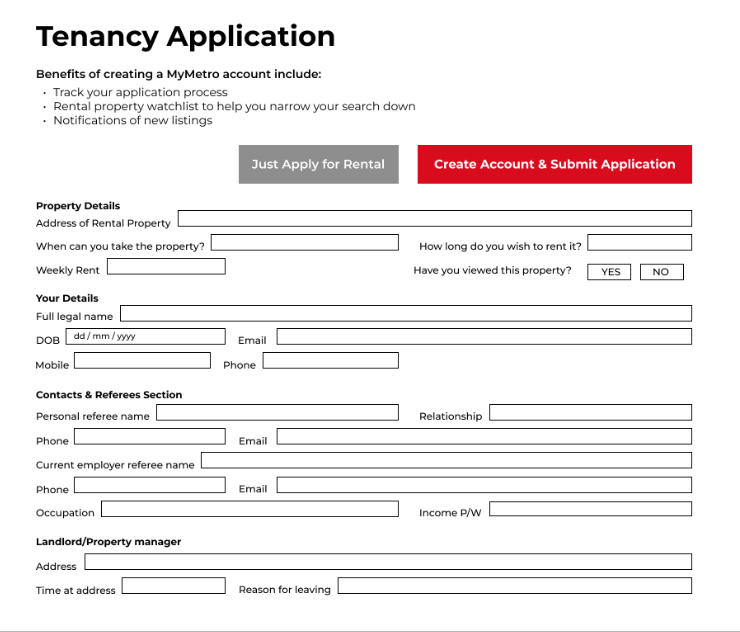 Tenancy Application
Benefits of creating a MyMetro account include:
• Track your application process
• Rental property watchlist to help you narrow your search down
• Notifications of new listings
Just Apply for Rental Create Account & Submit Application
Property Details
Address of Rental Property
When can you take the property? How long do you wish to rent it?
Weekly Rent Have you viewed this property? YES NO
Your Details
Full legal name
DOB dd / mm / yyyy Email
Mobile Phone
Contacts & Referees Section
Personal referee name Relationship
Phone Email
Current employer referee name
Phone Email
Occupation Income P/W
Landlord/Property manager
Address
Time at address Reason for leaving